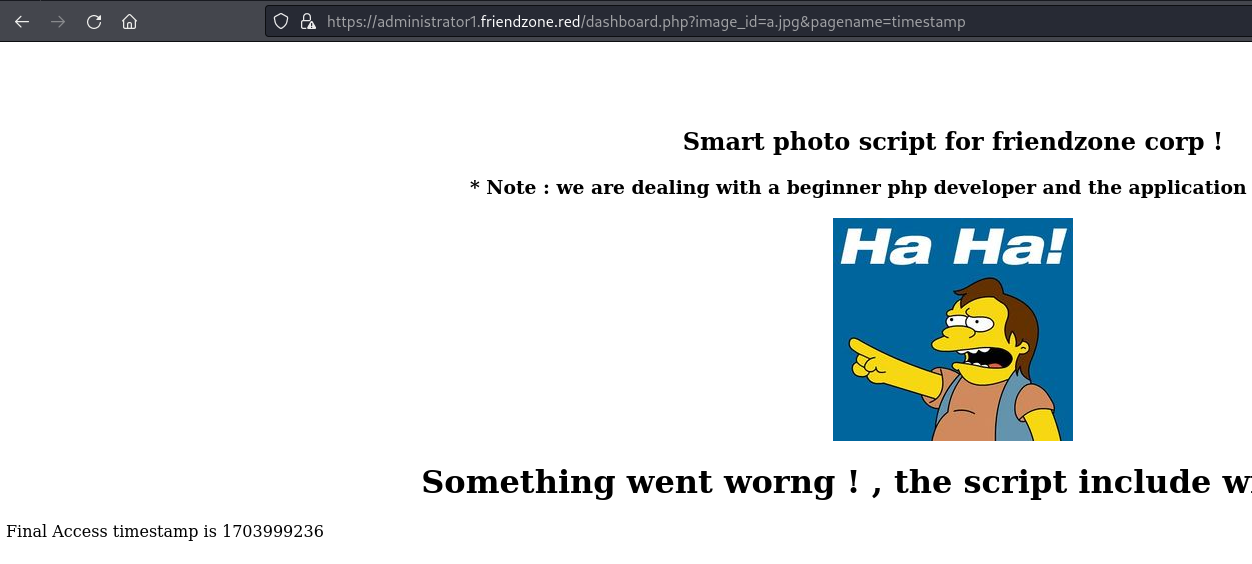 https://administrator1.friendzone.red/dashboard.php?image_id=a.jpg&pagename=timestamp
Smart photo script for friendzone corp !
* Note : we are dealing with a beginner php developer and the application
Ha Ha!
Something went worng ! , the script include
Final Access timestamp is 1703999236